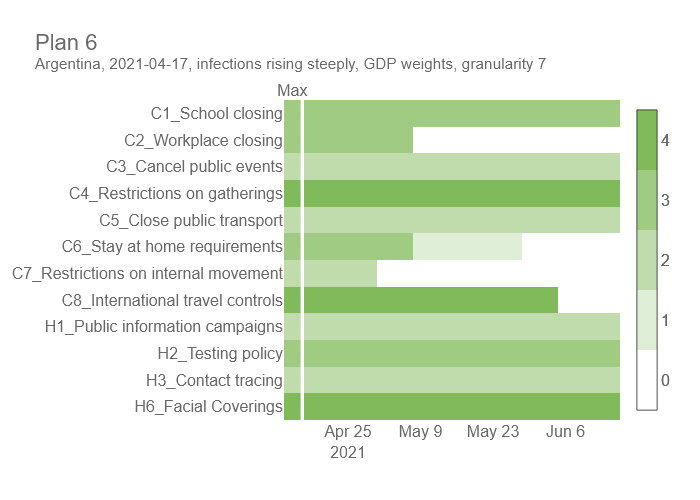 Plan 6
Argentina, 2021-04-17, infections rising steeply, GDP weights, granularity 7
Max
C1_School closing
C2_Workplace closing
C3_Cancel public events
C4_Restrictions on gatherings
C5_Close public transport
C6_Stay at home requirements
C7_Restrictions on internal movement
C8_International travel controls
H1_Public information campaigns
H2_Testing policy
H3_Contact tracing
H6_Facial Coverings
4
3
2
1
0
Apr 25 May 9 May 23 Jun 6
2021